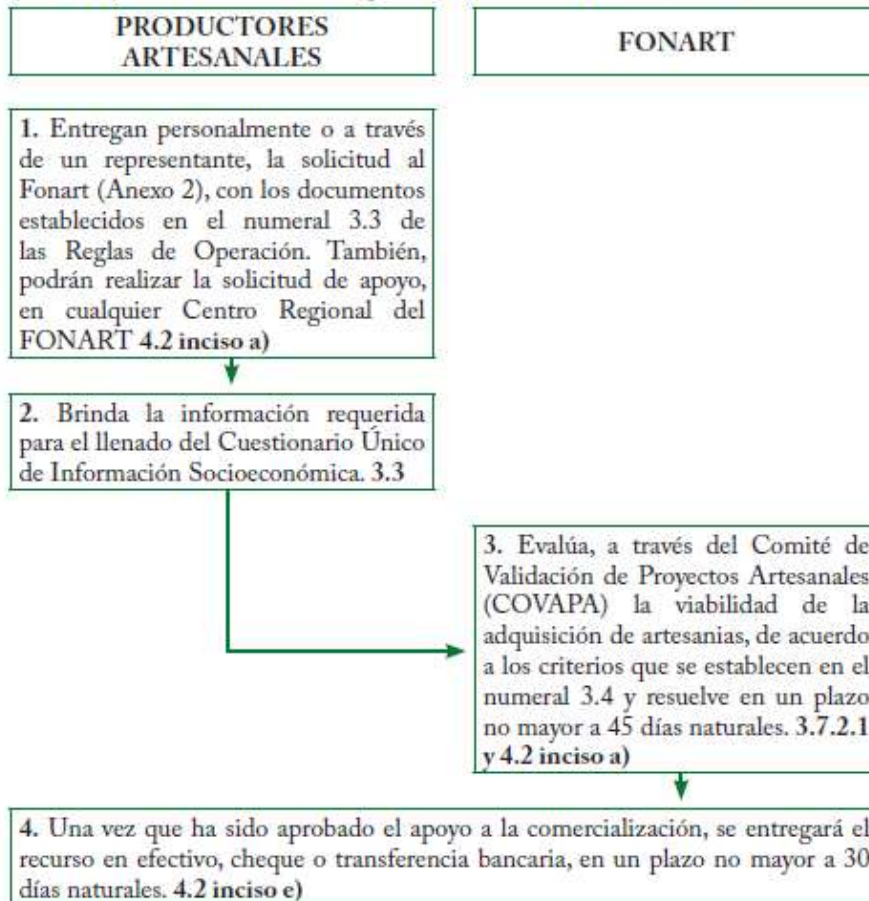 PRODUCTORES
ARTESANALES
FONART
1. Entregan personalmente o a través
de un representante, la solicitud al
Fonart (Anexo 2), con los documentos
establecidos en el numeral 3.3 de
las Reglas de Operación. También,
podrán realizar la solicitud de apoyo,
en cualquier Centro Regional del
FONART 4.2 inciso a)
2. Brinda la información requerida
para el llenado del Cuestionario Único
de Información Socioeconómica. 3.3
3. Evalúa, a través del Comité de
Validación de Proyectos Artesanales
(COVAPA) la viabilidad de la
adquisición de artesanias, de acuerdo
a los criterios que se establecen en el
numeral 3.4 y resuelve en un plazo
no mayor a 45 días naturales. 3.7.2.1
y 4.2 inciso a)
4. Una vez que ha sido aprobado el apoyo a la comercialización, se entregará el
recurso en efectivo, cheque o transferencia bancaria, en un plazo no mayor a 30
días naturales. 4.2 inciso e)